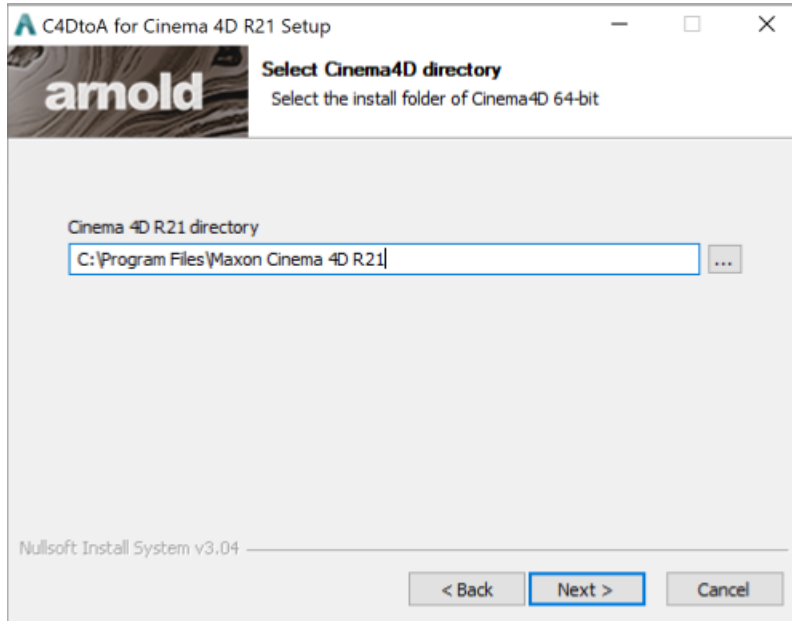 C4DtoA for Cinema 4D R21 Setup
arnold
Select Cinema4D directory
Select the install folder of Cinema4D 64-bit
Cinema 4D R21 directory
C:\Program Files\Maxon Cinema 4D R21
...
Nullsoft Install System v3.04
< Back
Next >
Cancel